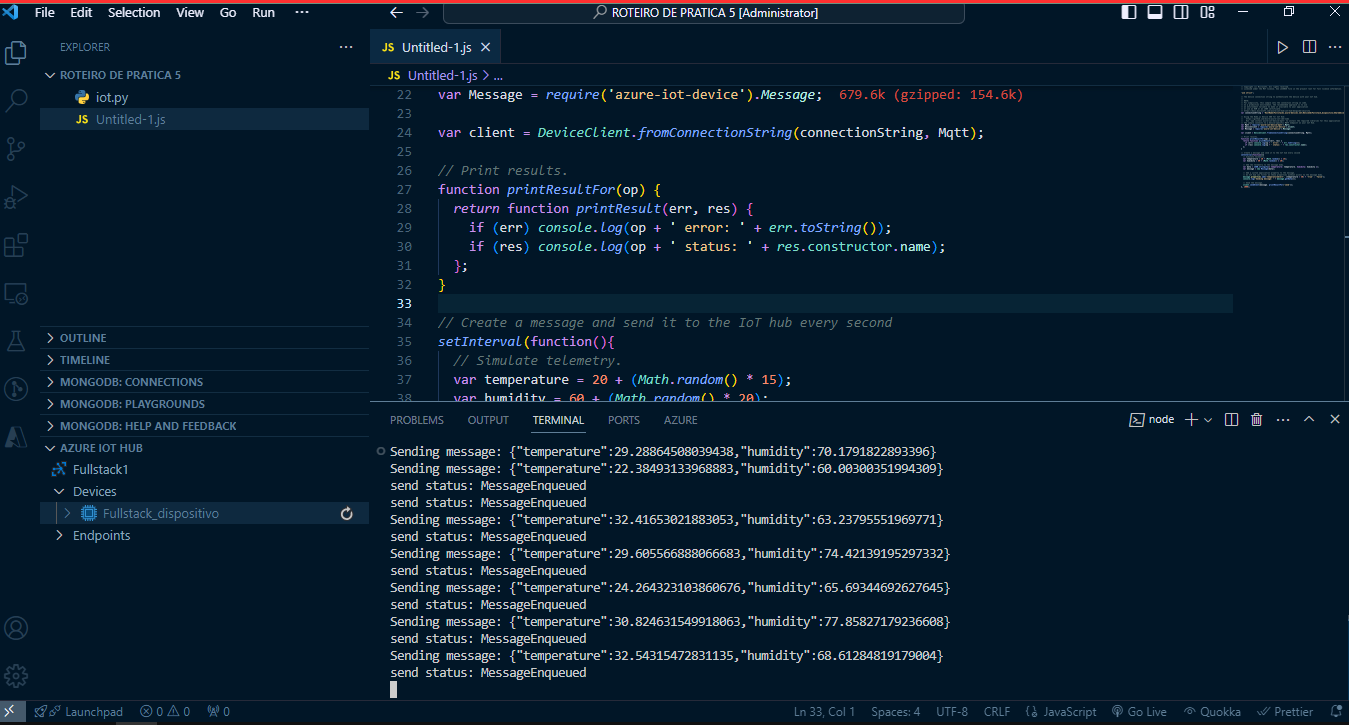 File Edit Selection View Go Run ···
ROTEIRO DE PRATICA 5 [Administrator]
EXPLORER
ROTEIRO DE PRATICA 5
iot.py
JS Untitled-1.js
OUTLINE
TIMELINE
MONGODB: CONNECTIONS
MONGODB: PLAYGROUNDS
MONGODB: HELP AND FEEDBACK
AZURE IOT HUB
Fullstack1
Devices
Fullstack_dispositivo
Endpoints
JS Untitled-1.js
JS Untitled-1.js > ...
22 var Message = require('azure-iot-device').Message; 679.6k (gzipped: 154.6k)
23
24 var client = DeviceClient.fromConnectionString(connectionString, Mqtt);
25
26 // Print results.
27 function printResultFor(op) {
28 return function printResult(err, res) {
29 if (err) console.log(op + ' error: ' + err.toString());
30 if (res) console.log(op + ' status: ' + res.constructor.name);
31 };
32 }
33
34 // Create a message and send it to the IoT hub every second
35 setInterval(function(){
36 // Simulate telemetry.
37 var temperature = 20 + (Math.random() * 15);
38 var humidity = 60 + (Math.random() * 20);
PROBLEMS OUTPUT TERMINAL PORTS AZURE
node
Sending message: {"temperature":29.28864508039438,"humidity":70.1791822893396}
Sending message: {"temperature":22.38493133968883,"humidity":60.00300351994309}
send status: MessageEnqueued
send status: MessageEnqueued
Sending message: {"temperature":32.41653021883053,"humidity":63.23795551969771}
send status: MessageEnqueued
Sending message: {"temperature":29.605566888066683,"humidity":74.42139195297332}
send status: MessageEnqueued
Sending message: {"temperature":24.264323103860676,"humidity":65.69344692627645}
send status: MessageEnqueued
Sending message: {"temperature":30.824631549918063,"humidity":77.85827179236608}
send status: MessageEnqueued
Sending message: {"temperature":32.54315472831135,"humidity":68.61284819179004}
send status: MessageEnqueued
Launchpad 0 0 0 Ln 33, Col 1 Spaces: 4 UTF-8 CRLF {} JavaScript Go Live Quokka Prettier